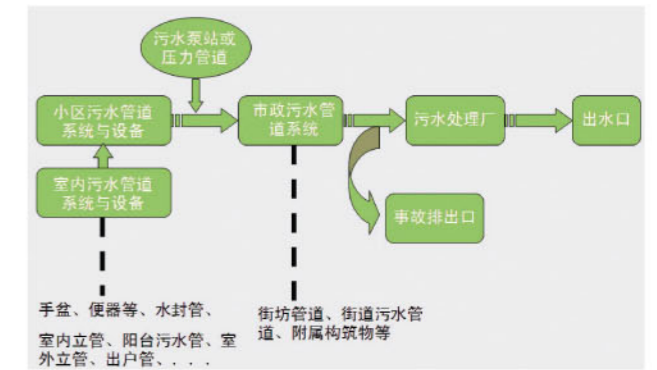 污水泵站或
压力管道
小区污水管道
系统与设备
市政污水管
道系统
污水处理厂
出水口
室内污水管道
系统与设备
事故排出口
手盆、便器等、水封管、
室内立管、阳台污水管、室
外立管、出户管、. . . .
街坊管道、街道污水管
道、附属构筑物等